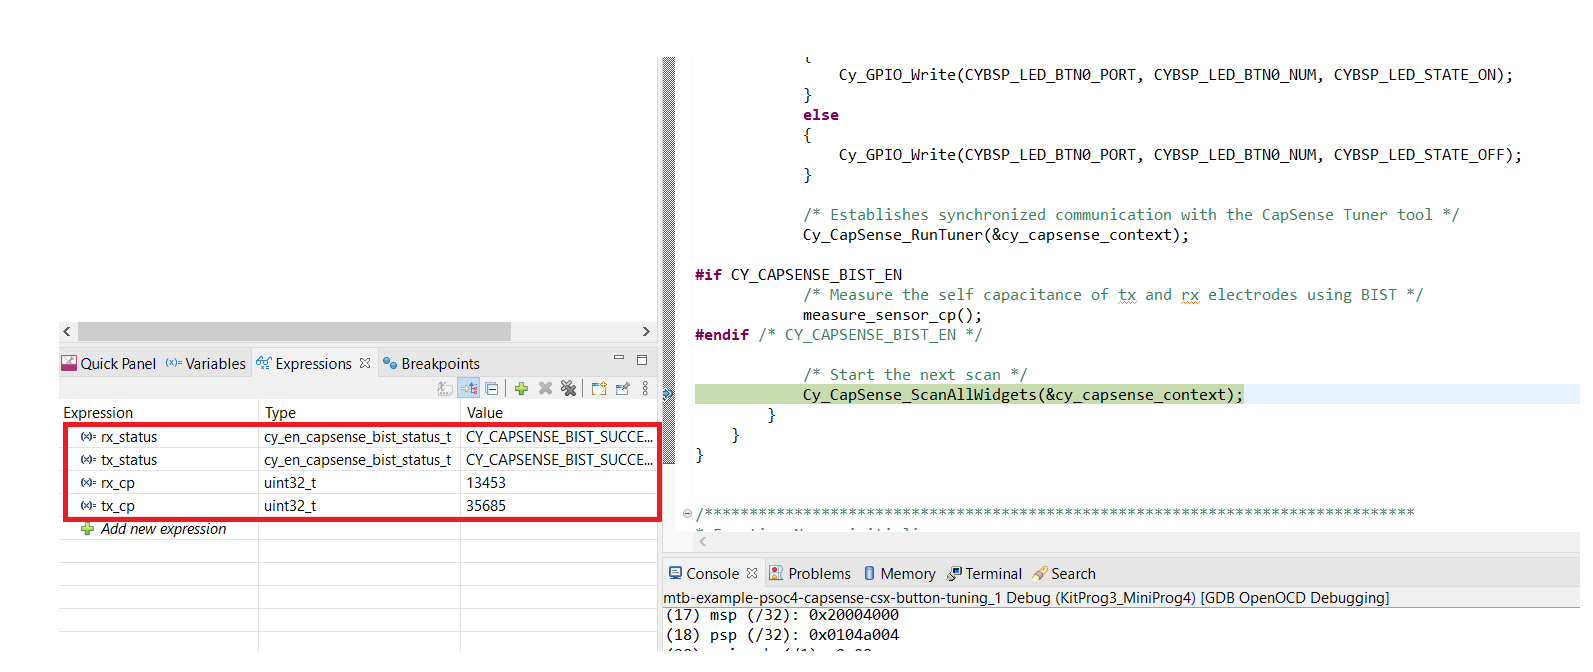 {
Cy_GPIO_Write(CYBSP_LED_BTN0_PORT, CYBSP_LED_BTN0_NUM, CYBSP_LED_STATE_ON);
}
else
{
Cy_GPIO_Write(CYBSP_LED_BTN0_PORT, CYBSP_LED_BTN0_NUM, CYBSP_LED_STATE_OFF);
}
/* Establishes synchronized communication with the CapSense Tuner tool */
Cy_CapSense_RunTuner(&cy_capsense_context);
#if CY_CAPSENSE_BIST_EN
/* Measure the self capacitance of tx and rx electrodes using BIST */
measure_sensor_cp();
#endif /* CY_CAPSENSE_BIST_EN */
/* Start the next scan */
Cy_CapSense_ScanAllWidgets(&cy_capsense_context);
}
}
}
/*******************************************************************************
Quick Panel (x)= Variables Expressions Breakpoints
Expression Type Value
(x)= rx_status cy_en_capsense_bist_status_t CY_CAPSENSE_BIST_SUCCE...
(x)= tx_status cy_en_capsense_bist_status_t CY_CAPSENSE_BIST_SUCCE...
(x)= rx_cp uint32_t 13453
(x)= tx_cp uint32_t 35685
Add new expression
Console Problems Memory Terminal Search
mtb-example-psoc4-capsense-csx-button-tuning_1 Debug (KitProg3_MiniProg4) [GDB OpenOCD Debugging]
(17) msp (/32): 0x20004000
(18) psp (/32): 0x0104a004